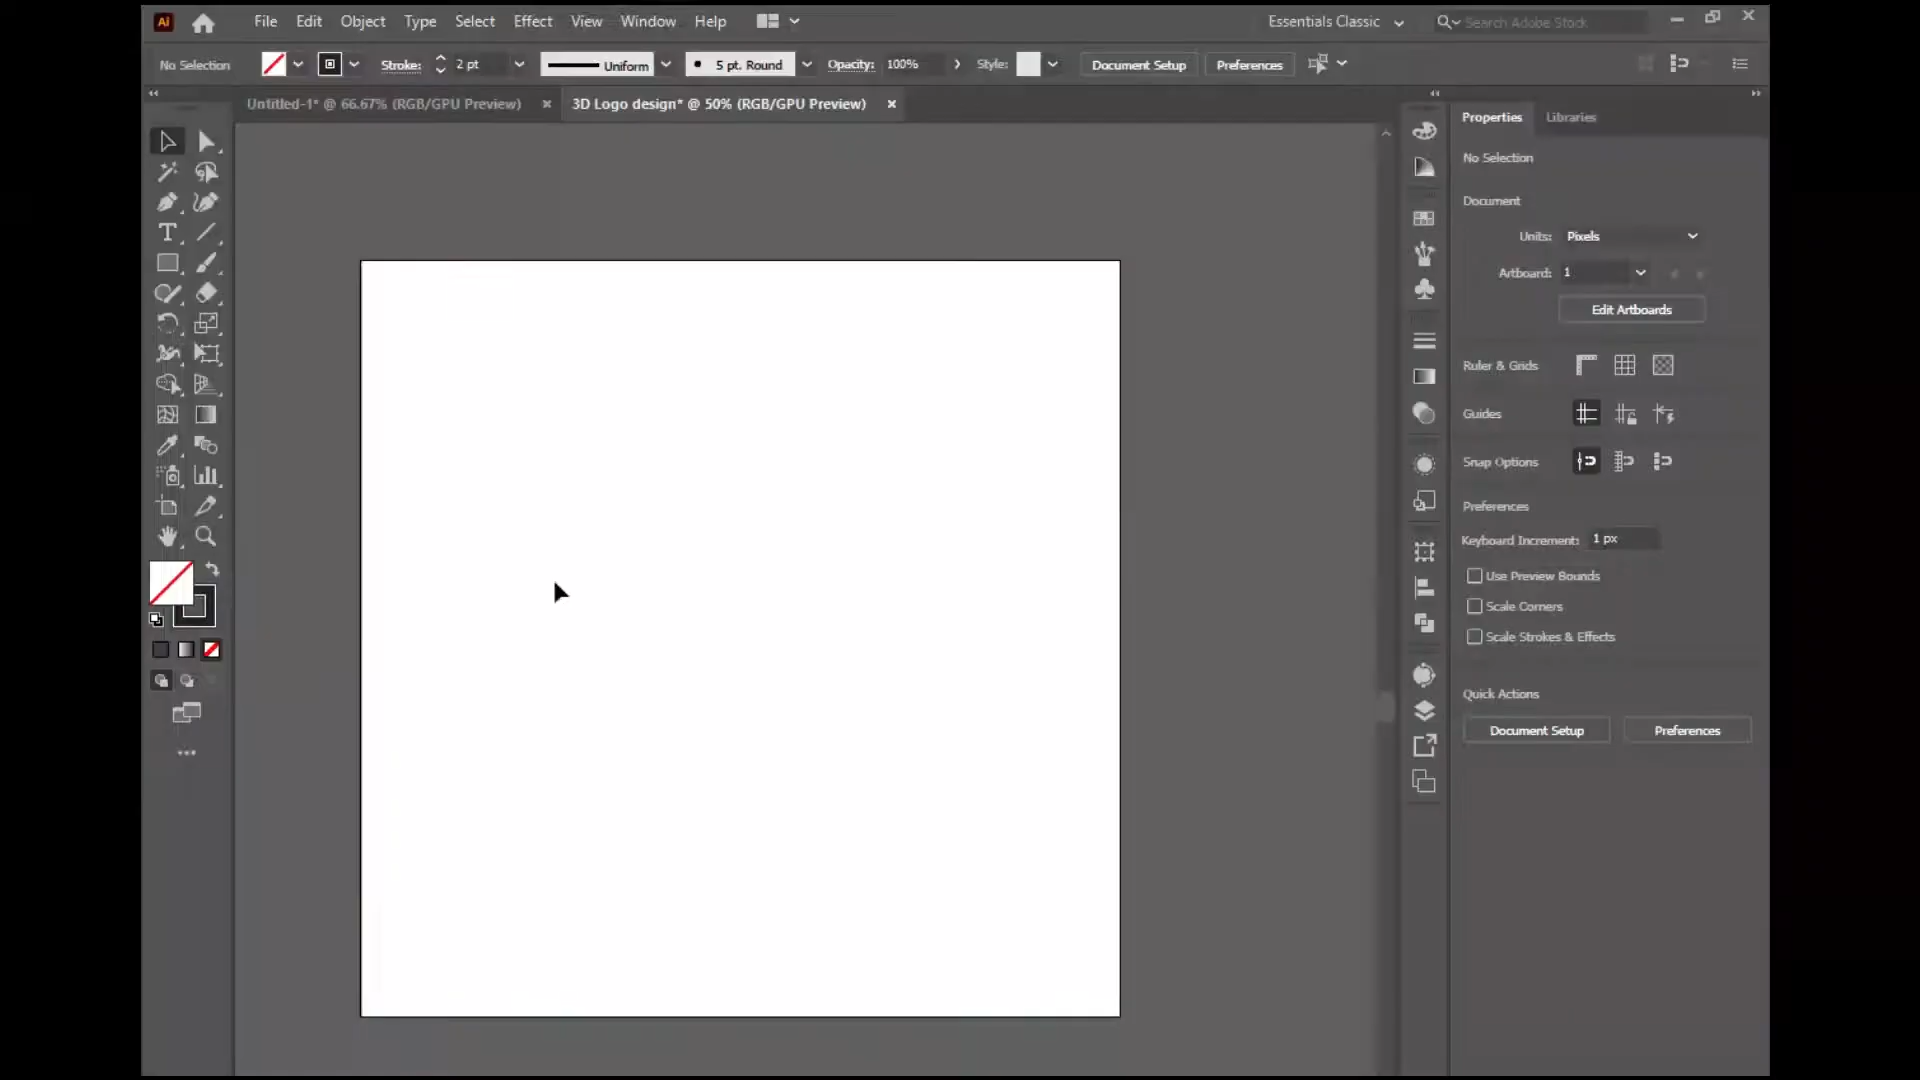 Ai File Edit Object Type Select Effect View Window Help Essentials Classic Search Adobe Stock
No Selection Stroke: 2 pt Uniform 5 pt. Round Opacity: 100% Style: Document Setup Preferences
Untitled-1* @ 66.67% (RGB/GPU Preview) × 3D Logo design* @ 50% (RGB/GPU Preview) ×
Properties Libraries
No Selection
Document
Units: Pixels
Artboard: 1
Edit Artboards
Ruler & Grids
Guides
Snap Options
Preferences
Keyboard Increment: 1 px
Use Preview Bounds
Scale Corners
Scale Strokes & Effects
Quick Actions
Document Setup Preferences